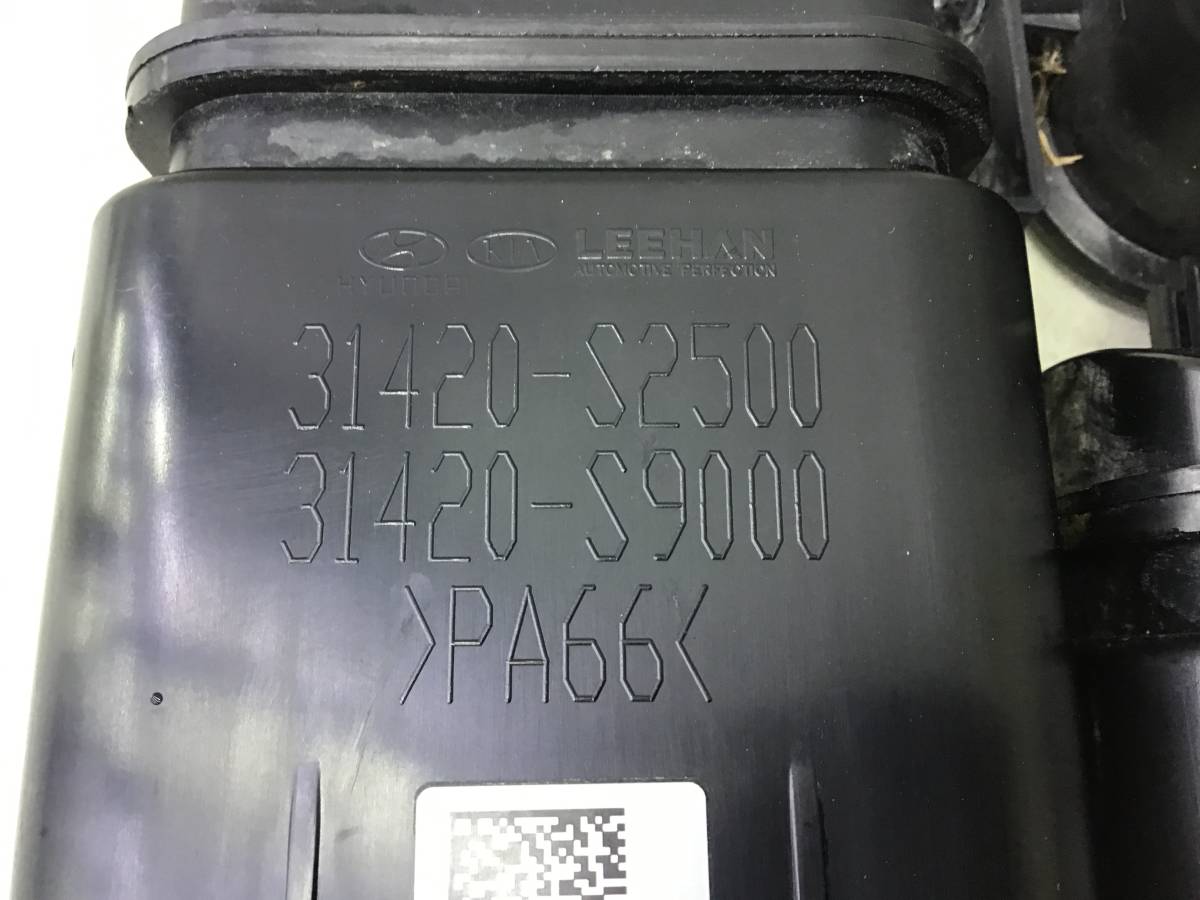 KIA LEEHAN
AUTOMOTIVE PERFECTION
HYUNDAI
31420-S2500
31420-S9000
>PA66<